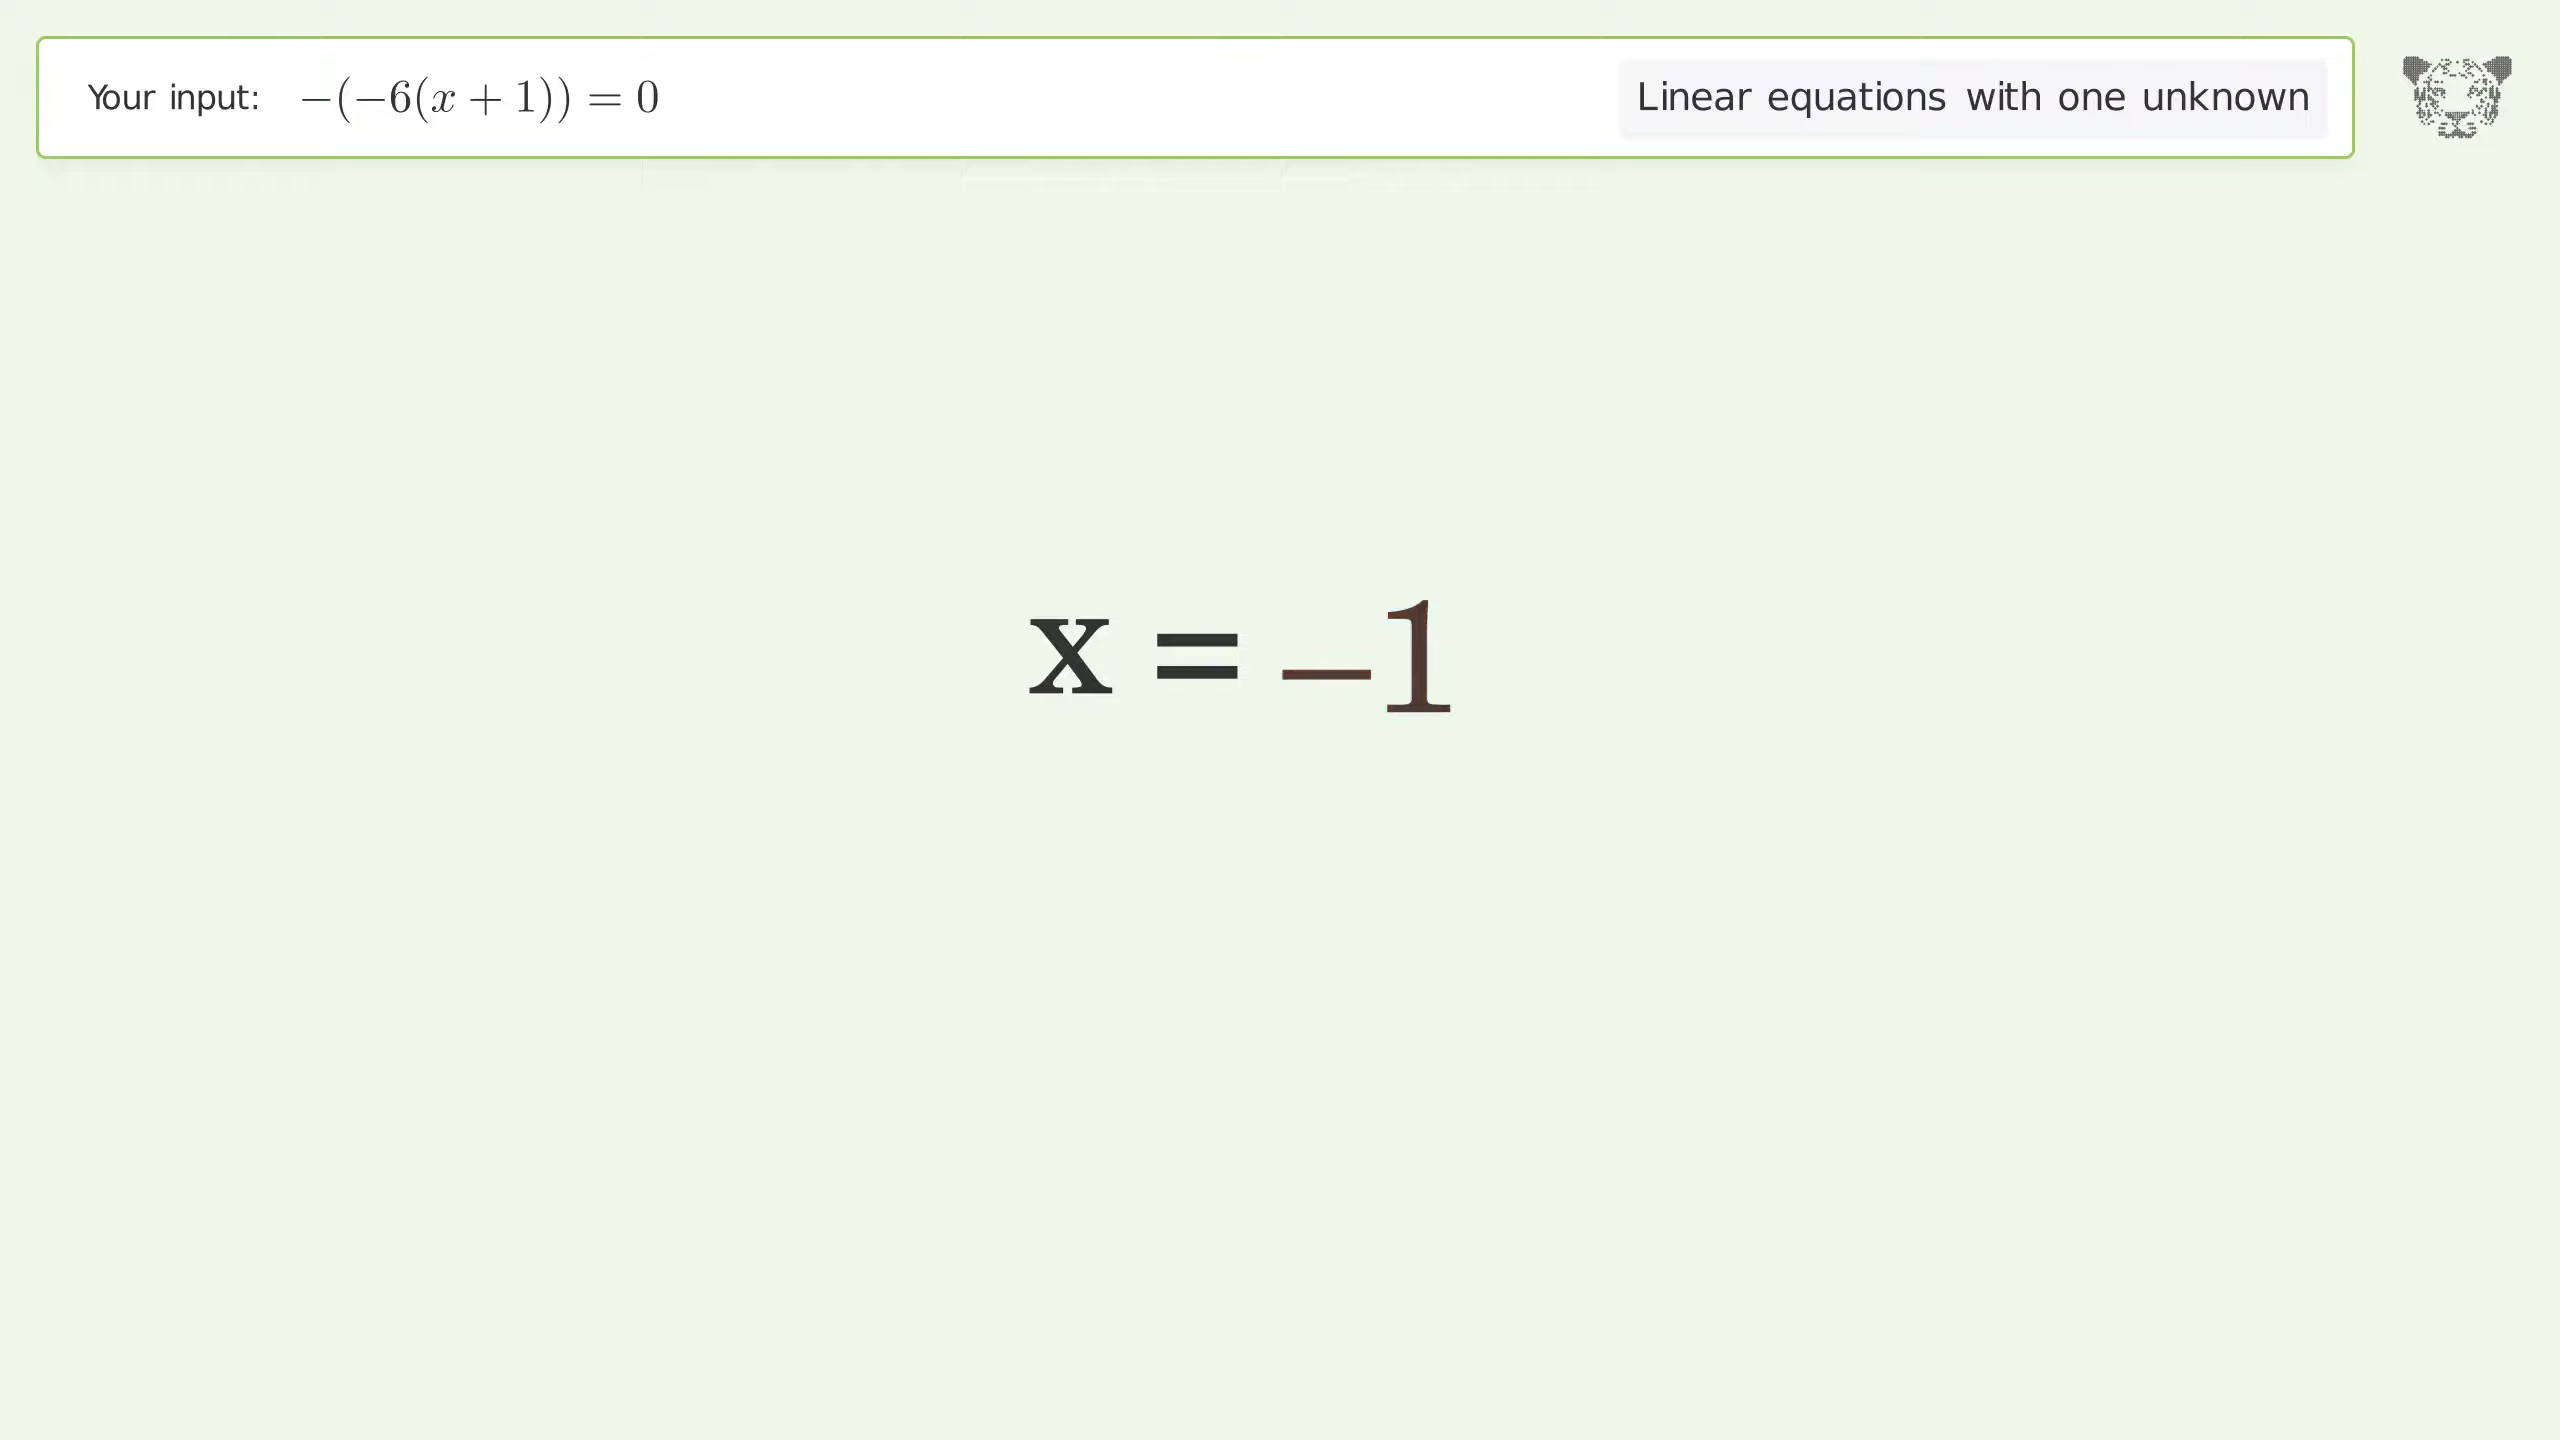 Your input: −(−6(x + 1)) = 0
Linear equations with one unknown
x = −1